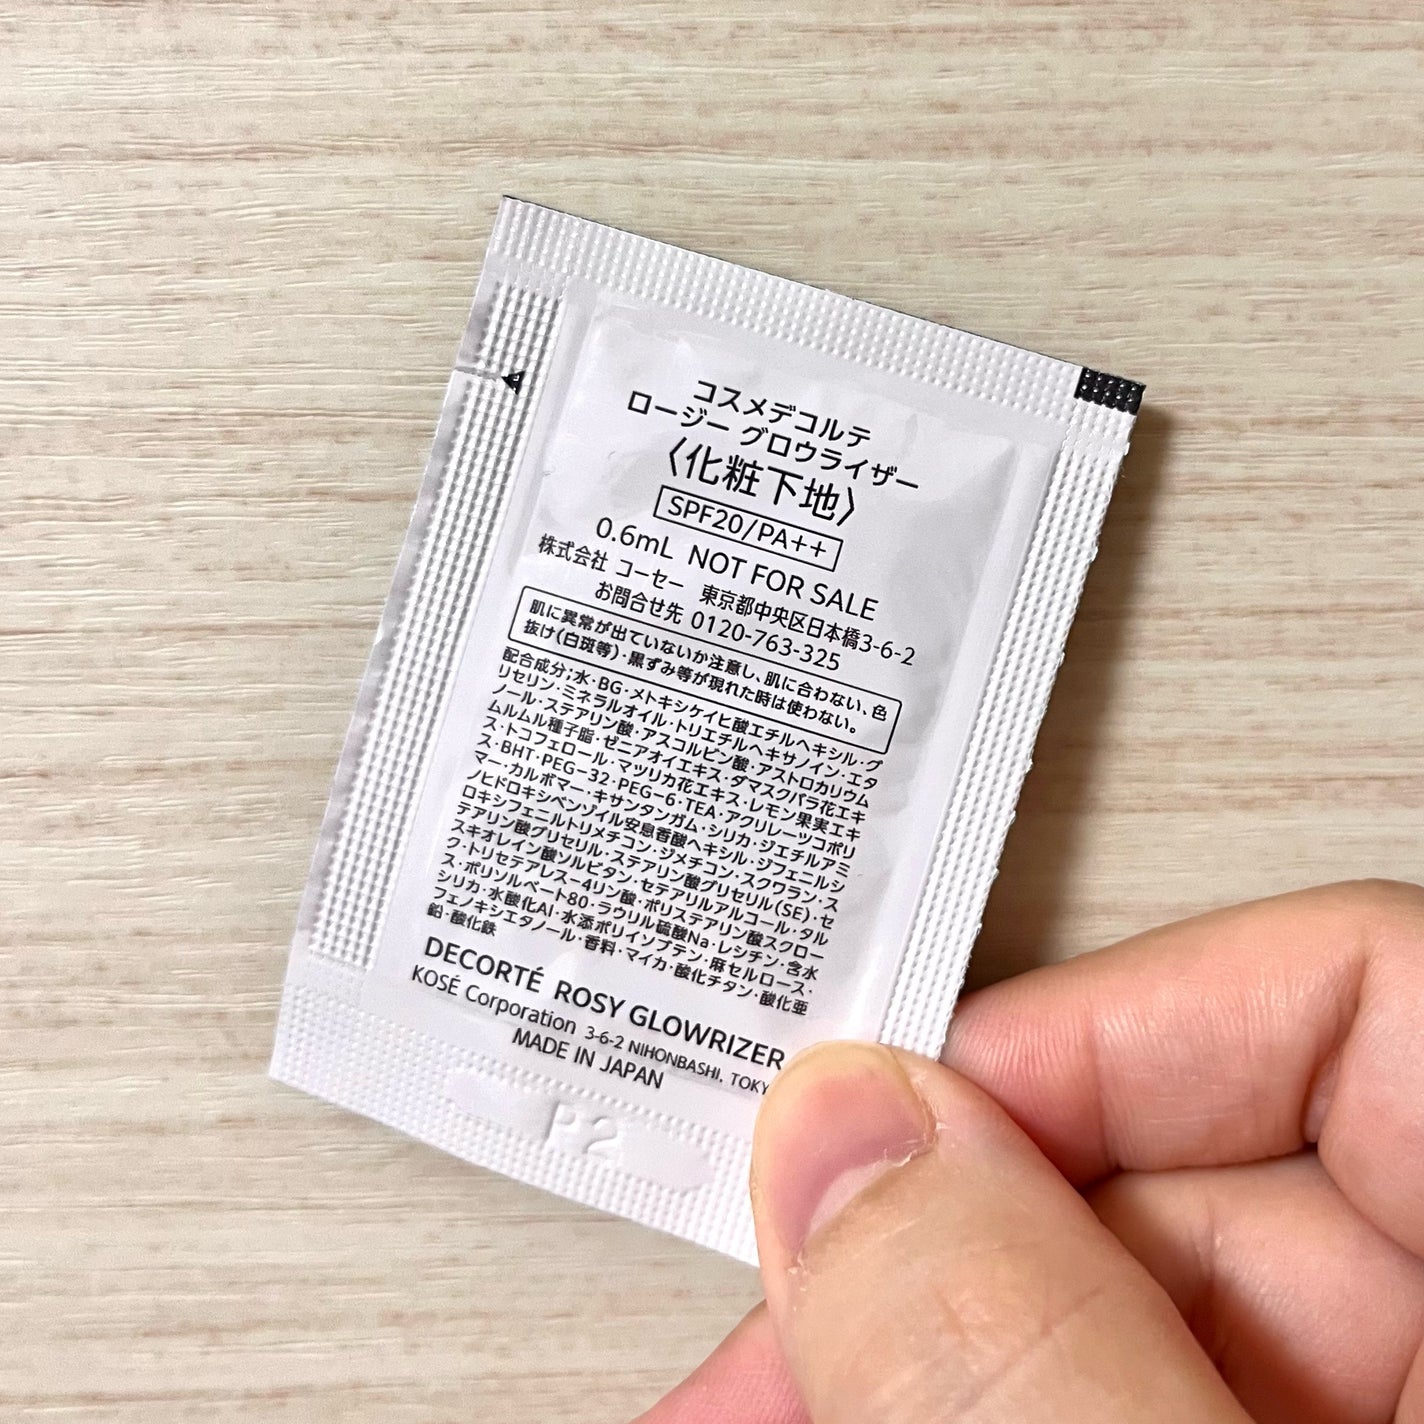 コスメデコルテ
ロージー グロウライザー
〈化粧下地〉
SPF20/PA++
0.6mL NOT FOR SALE
株式会社 コーセー 東京都中央区日本橋3-6-2
お問合せ先 0120-763-325
肌に異常が出ていないか注意し、肌に合わない、色
抜け(白斑等)・黒ずみ等が現れた時は使わない。
配合成分;水・BG・メトキシケイヒ酸エチルヘキシル・グ
リセリン・ミネラルオイル・トリエチルヘキサノイン・エタ
ノール・ステアリン酸・アスコルビン酸・アストロカリウム
ムルムル種子脂・ゼニアオイエキス・ダマスクバラ花エキ
ス・トコフェロール・マツリカ花エキス・レモン果実エキ
ス・BHT・PEG-32・PEG-6・TEA・アクリレーツコポリ
マー・カルボマー・キサンタンガム・シリカ・ジエチルアミ
ノヒドロキシベンゾイル安息香酸ヘキシル・ジフェニルシ
ロキシフェニルトリメチコン・ジメチコン・スクワラン・ス
テアリン酸グリセリル・ステアリン酸グリセリル(SE)・セ
スキオレイン酸ソルビタン・セテアリルアルコール・タル
ク・トリセテアレス-4リン酸・ポリステアリン酸スクロー
ス・ポリソルベート80・ラウリル硫酸Na・レシチン・含水
シリカ・水酸化Al・水添ポリイソブテン・麻セルロース・
フェノキシエタノール・香料・マイカ・酸化チタン・酸化亜
鉛・酸化鉄
DECORTÉ ROSY GLOWRIZER
KOSÉ Corporation 3-6-2 NIHONBASHI, TOKY
MADE IN JAPAN
P2